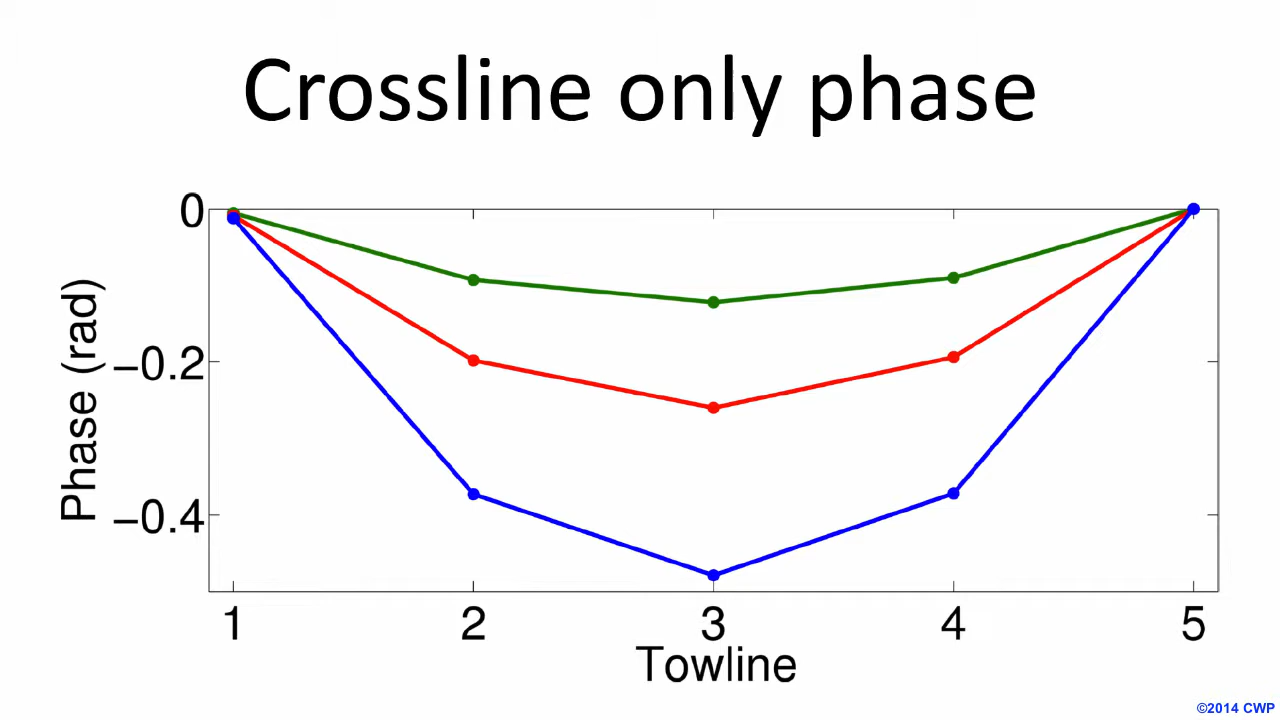 Crossline only phase
0
−0.2
−0.4
Phase (rad)
1 2 3 4 5
Towline
©2014 CWP